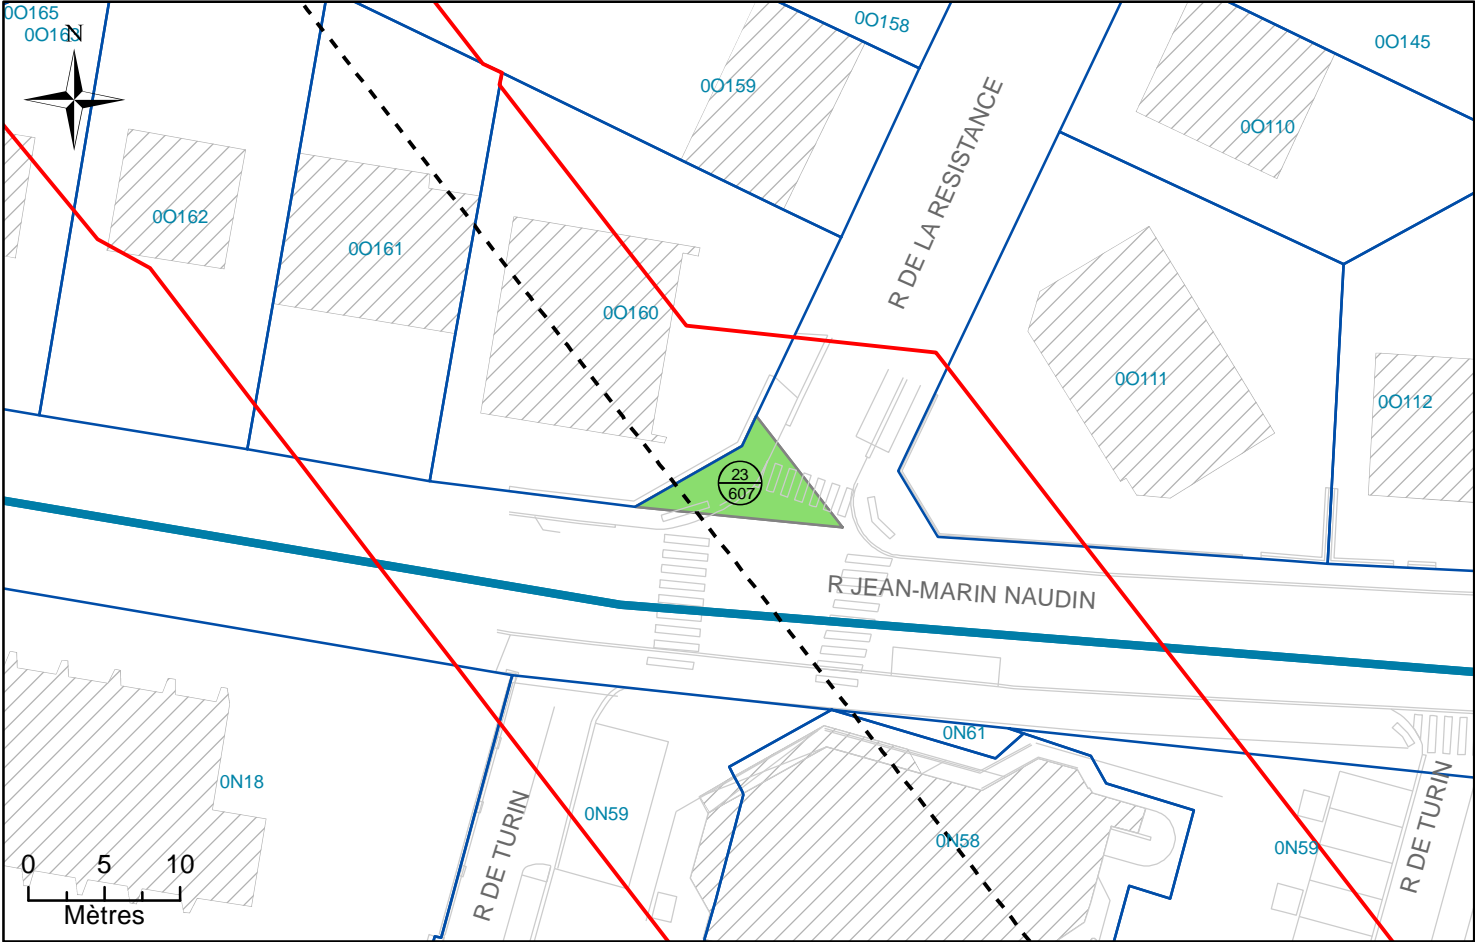 0O165
0O163
N
0O158
0O145
0O159
0O110
R DE LA RESISTANCE
0O162
0O161
0O160
0O111
0O112
23
607
R JEAN-MARIN NAUDIN
0N61
0N18
0N59
0N58
0N59
R DE TURIN
R DE TURIN
0 5 10
Mètres